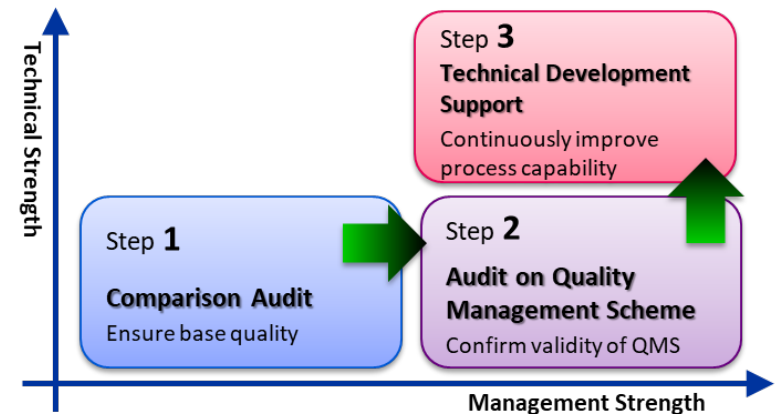 Technical Strength
Step 3
Technical Development
Support
Continuously improve
process capability
Step 1
Comparison Audit
Ensure base quality
Step 2
Audit on Quality
Management Scheme
Confirm validity of QMS
Management Strength